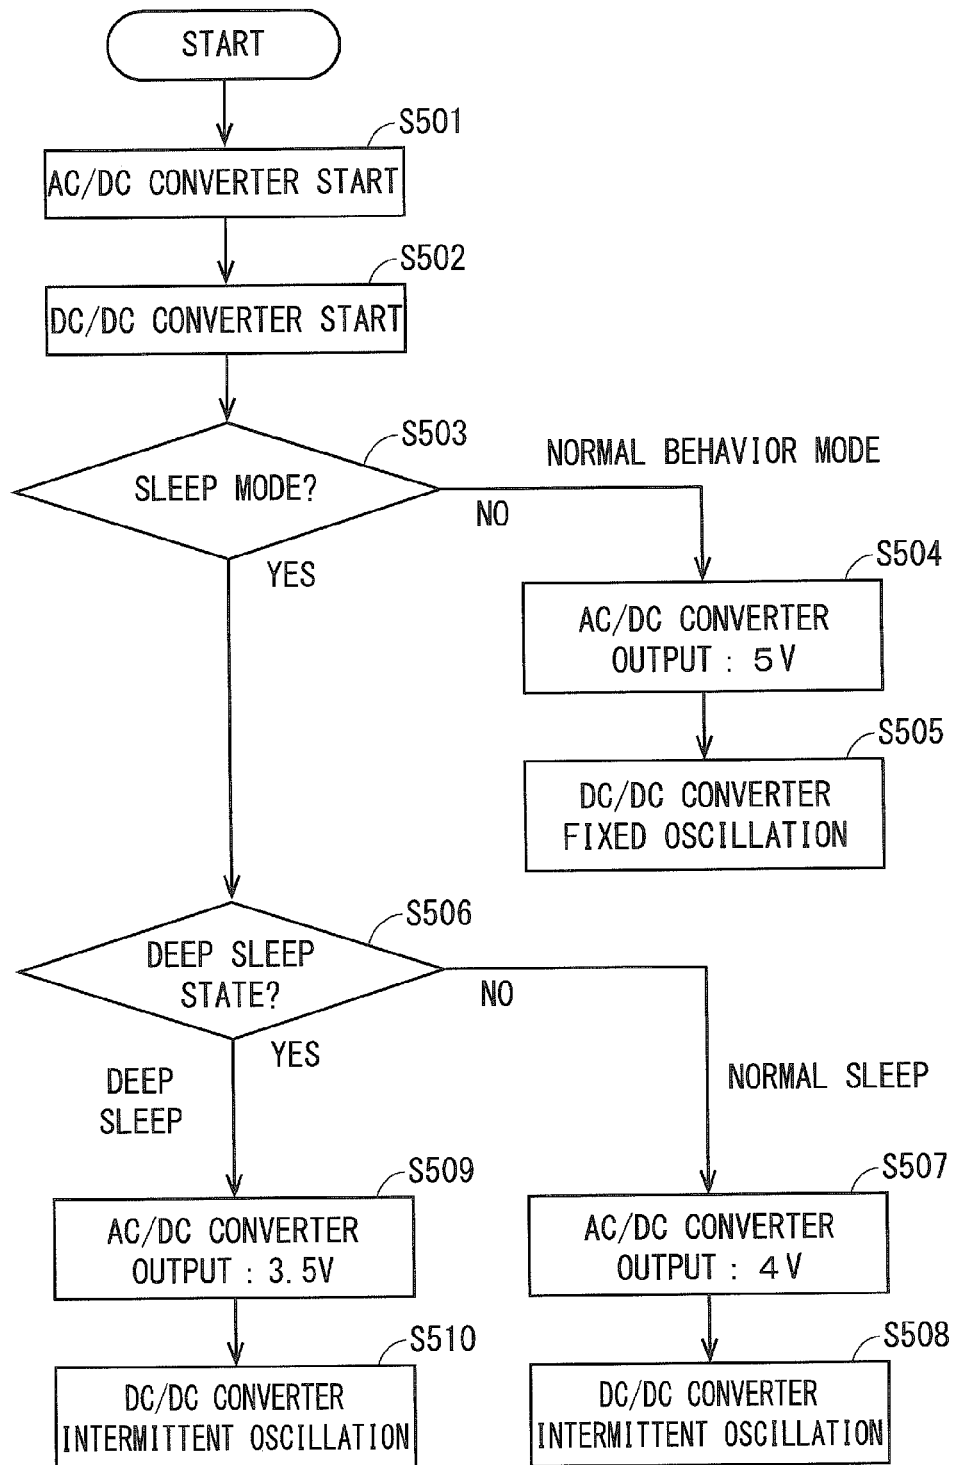 START
S501
AC/DC CONVERTER START
S502
DC/DC CONVERTER START
S503
SLEEP MODE?
NORMAL BEHAVIOR MODE
NO
YES
S504
AC/DC CONVERTER
OUTPUT : 5V
S505
DC/DC CONVERTER
FIXED OSCILLATION
S506
DEEP SLEEP
STATE?
NO
YES
DEEP
SLEEP
NORMAL SLEEP
S509
AC/DC CONVERTER
OUTPUT : 3.5V
S507
AC/DC CONVERTER
OUTPUT : 4V
S510
DC/DC CONVERTER
INTERMITTENT OSCILLATION
S508
DC/DC CONVERTER
INTERMITTENT OSCILLATION